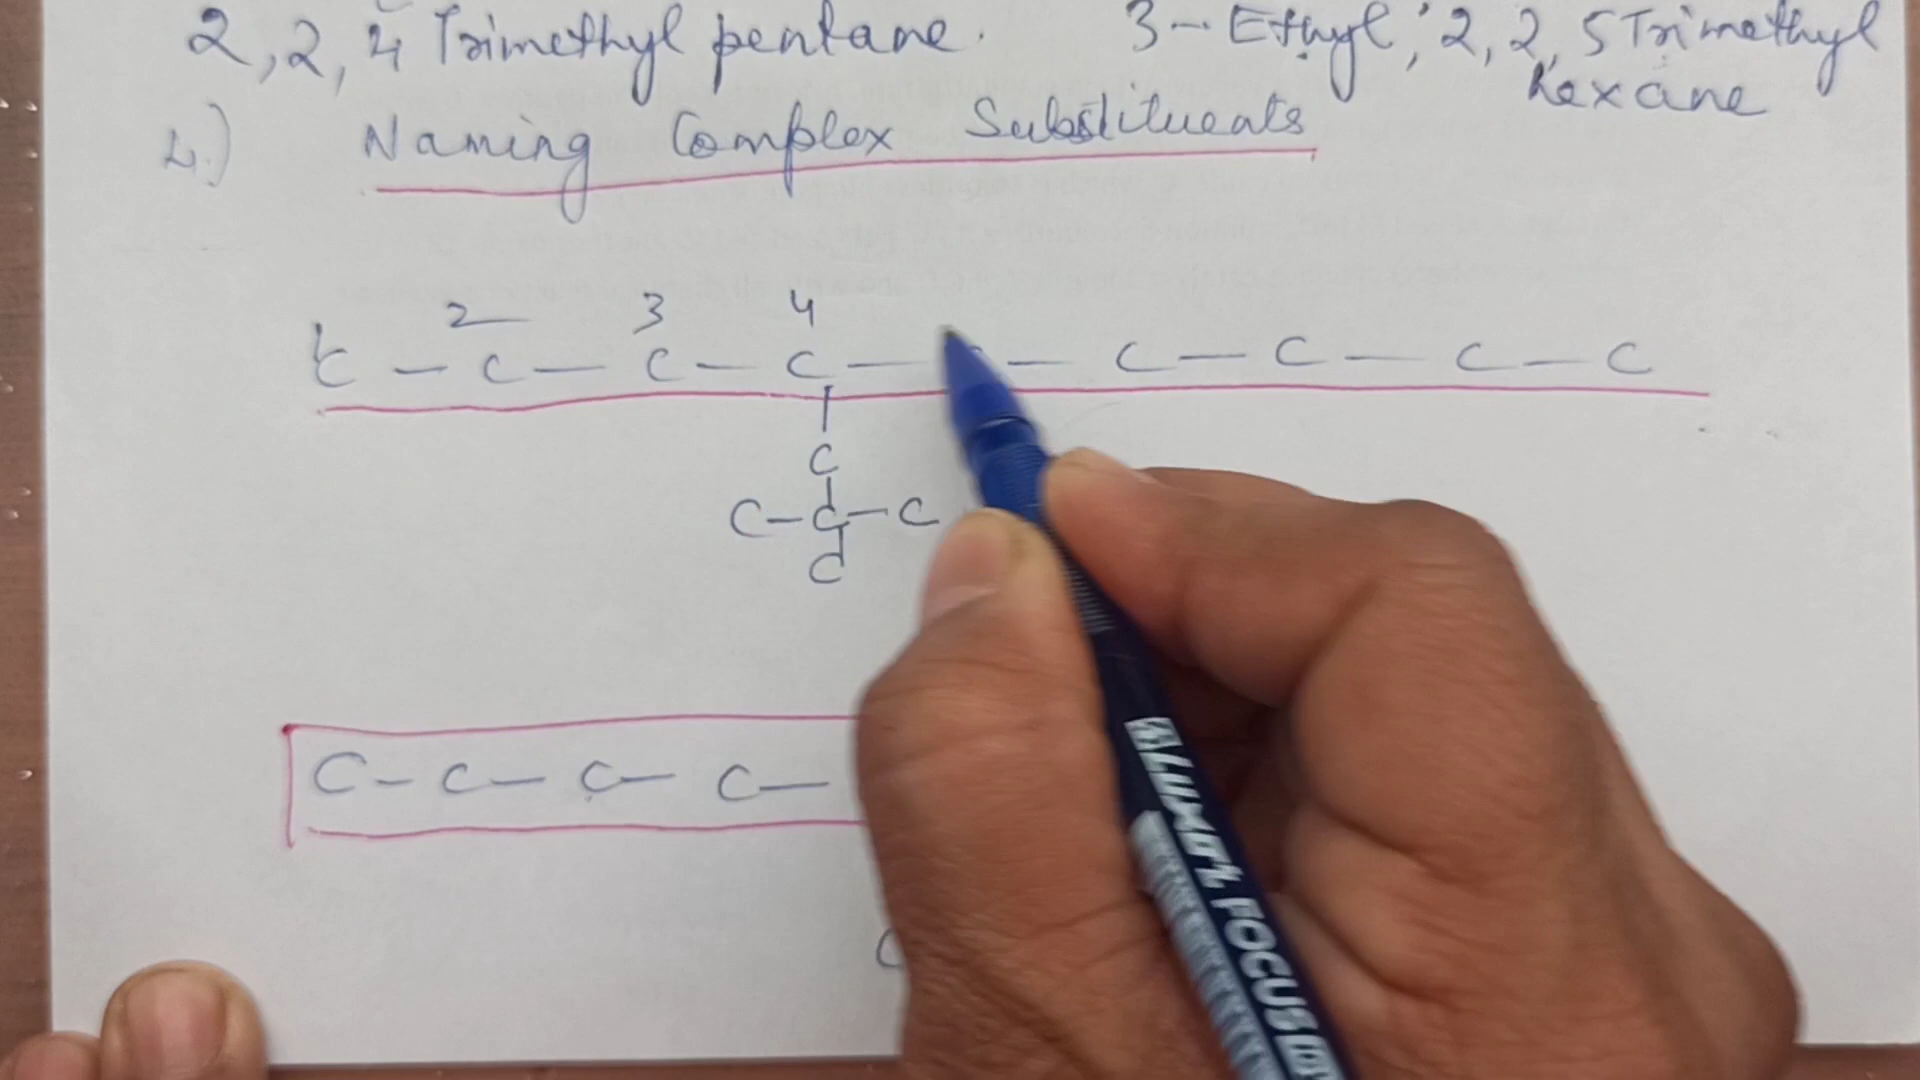 2,2,4 Trimethyl pentane. 3-Ethyl, 2,2,5 Trimethyl
hexane
4.) Naming Complex Substituents
2 3 4
C - C - C - C - C - C - C - C - C
C
C - C - C
C
C - C - C - C -
C
LUXOR FOCUS